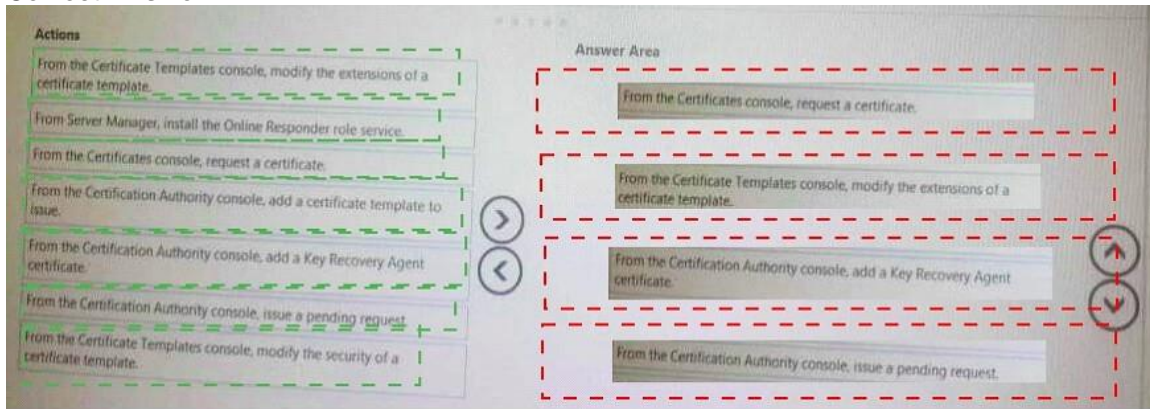 Actions
From the Certificate Templates console, modify the extensions of a
certificate template.
From Server Manager, install the Online Responder role service.
From the Certificates console, request a certificate.
From the Certification Authority console, add a certificate template to
issue.
From the Certification Authority console, add a Key Recovery Agent
certificate.
From the Certification Authority console, issue a pending request
From the Certificate Templates console, modify the security of a
certificate template.
Answer Area
From the Certificates console, request a certificate.
From the Certificate Templates console, modify the extensions of a
certificate template.
From the Certification Authority console, add a Key Recovery Agent
certificate.
From the Certification Authority console, issue a pending request.